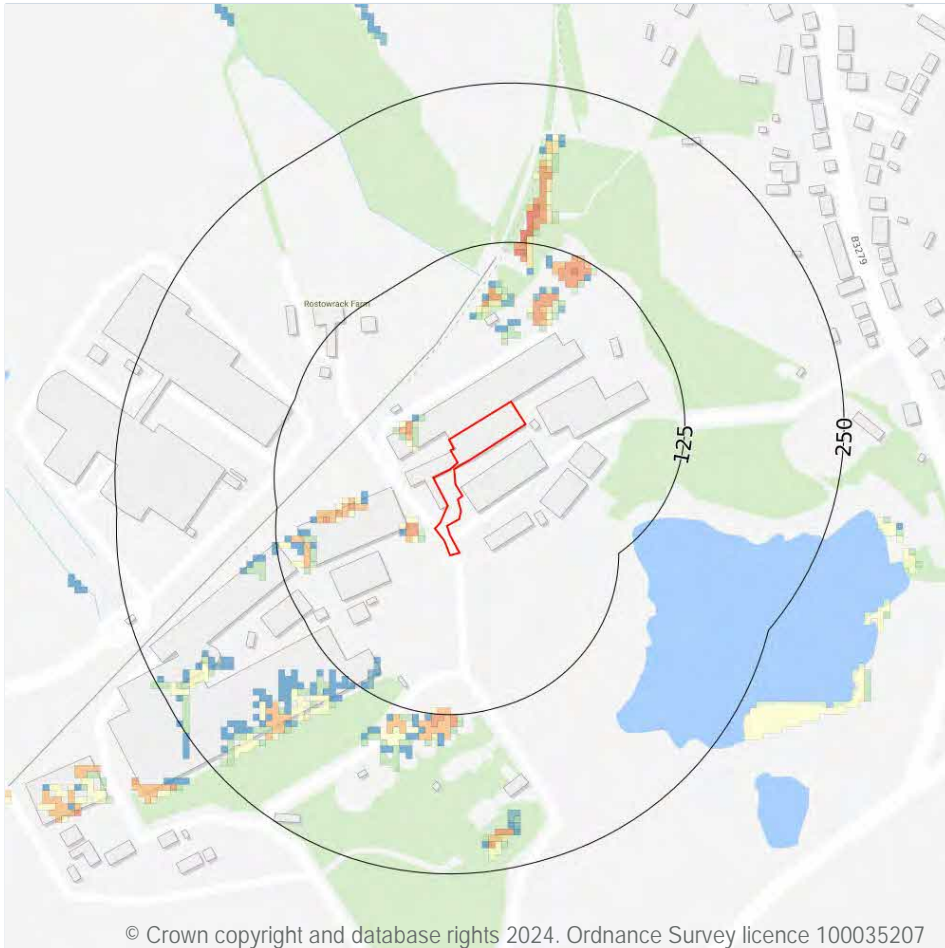 B3279
Rostowrack Farm
125
250
© Crown copyright and database rights 2024. Ordnance Survey licence 100035207